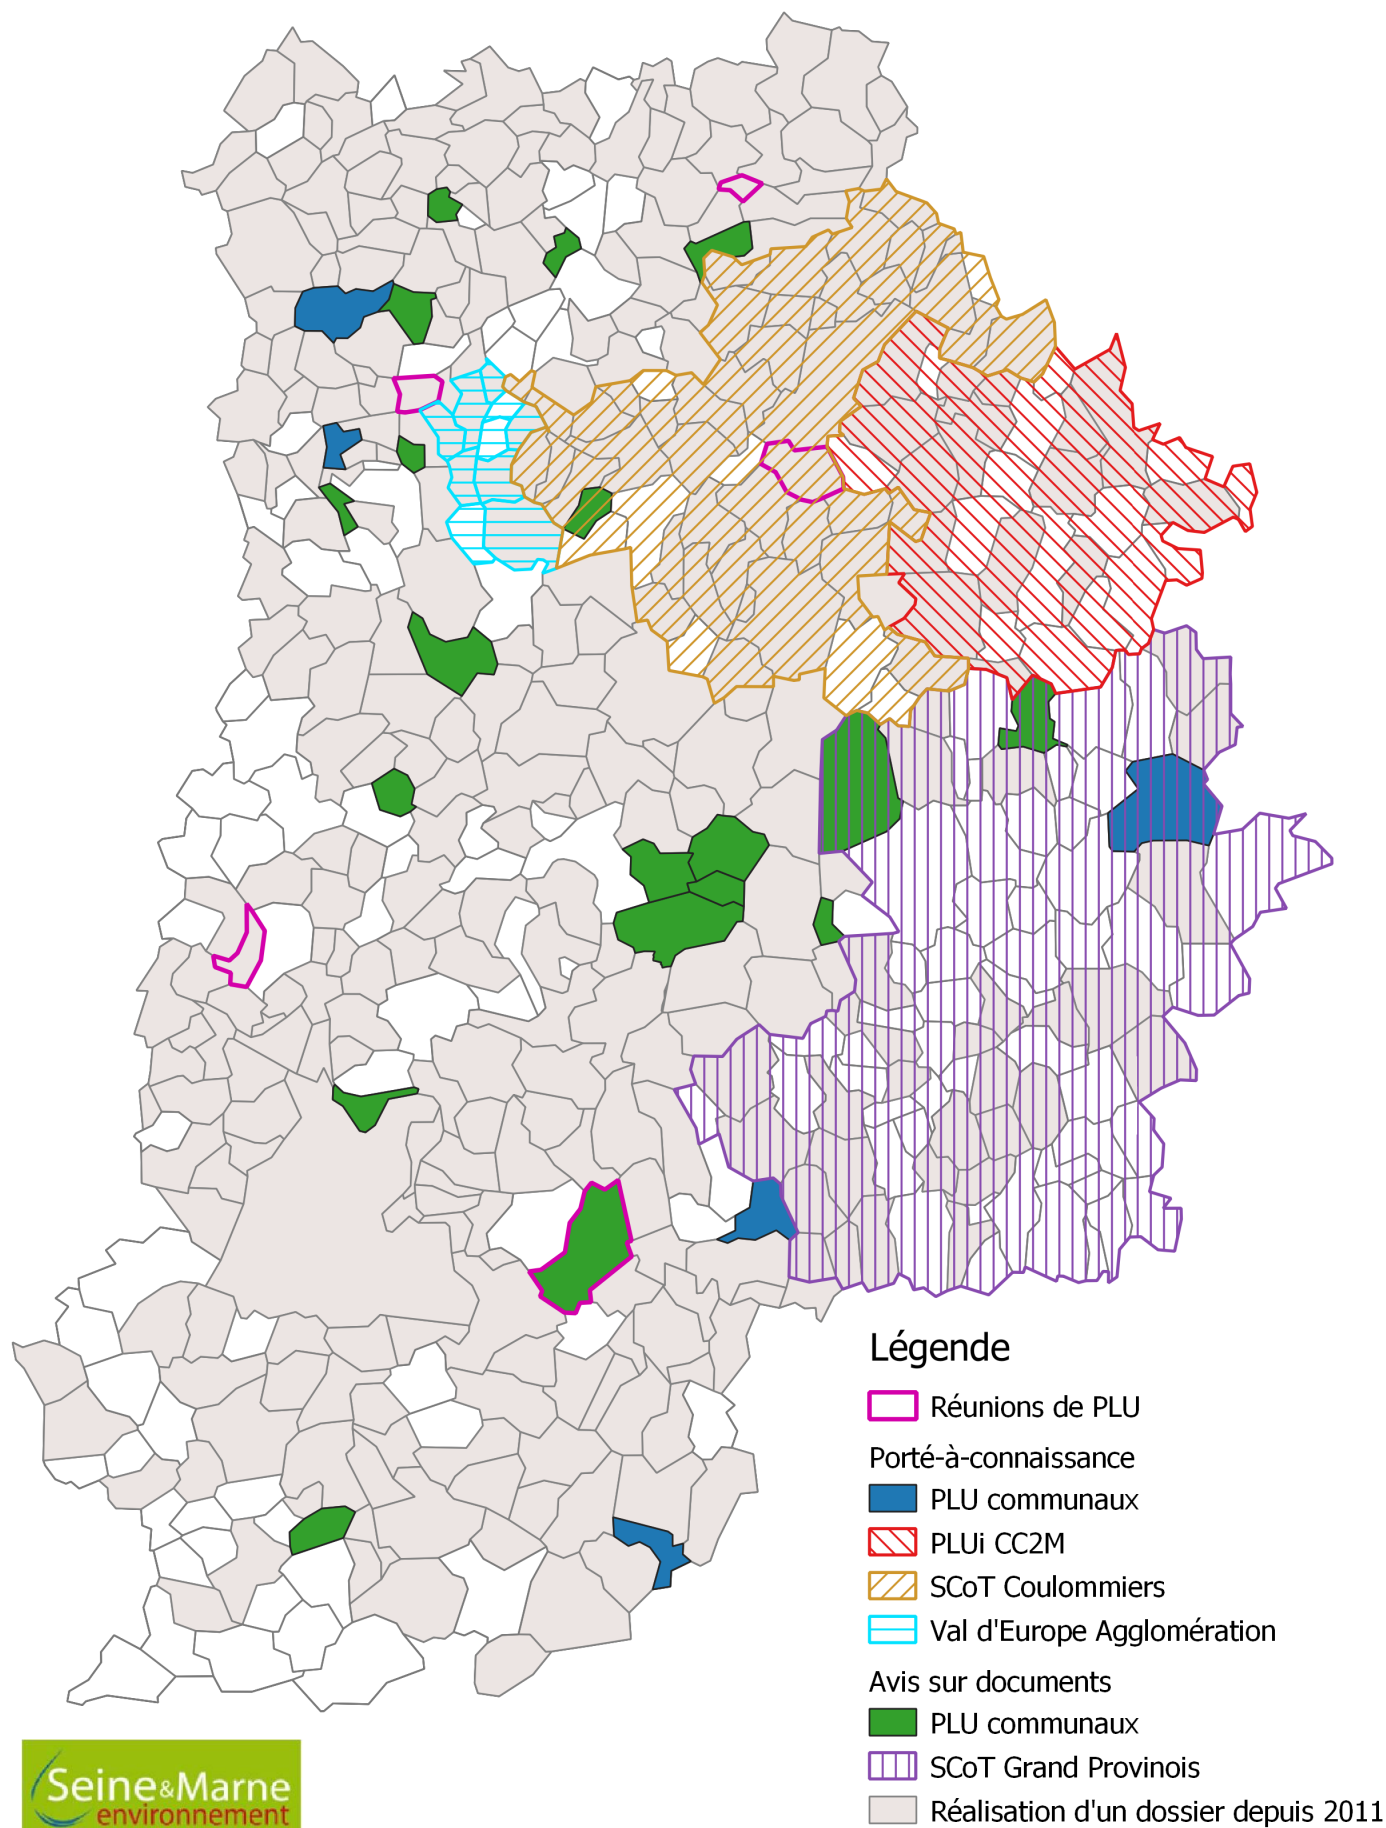 Légende
Réunions de PLU
Porté-à-connaissance
PLU communaux
PLUi CC2M
SCoT Coulommiers
Val d'Europe Agglomération
Avis sur documents
PLU communaux
SCoT Grand Provinois
Réalisation d'un dossier depuis 2011
Seine&Marne
environnement